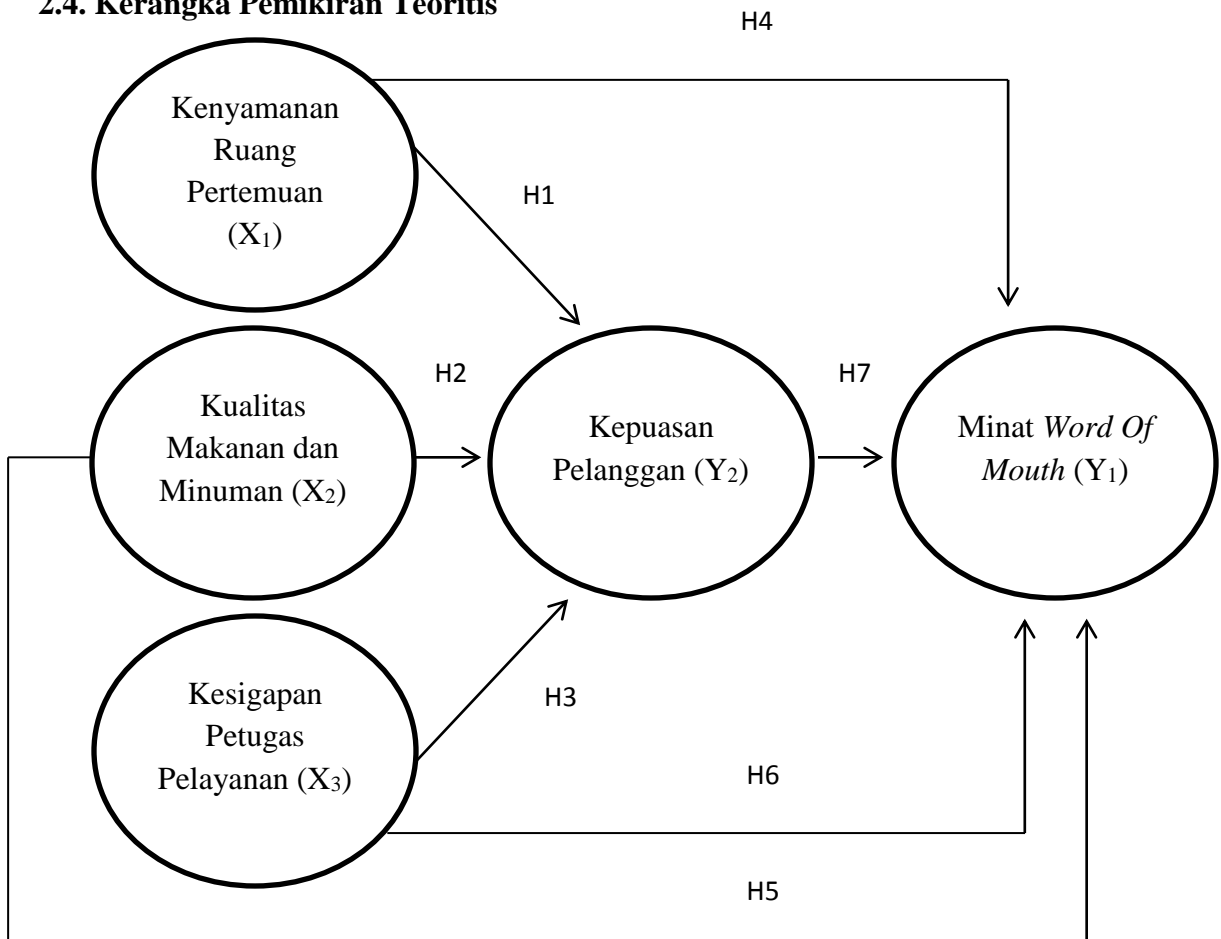 2.4. Kerangka Pemikiran Teoritis
H4
Kenyamanan
Ruang
Pertemuan
(X₁)
H1
H2
H7
Kualitas
Makanan dan
Minuman (X₂)
Kepuasan
Pelanggan (Y₂)
Minat Word Of
Mouth (Y₁)
Kesigapan
Petugas
Pelayanan (X₃)
H3
H6
H5